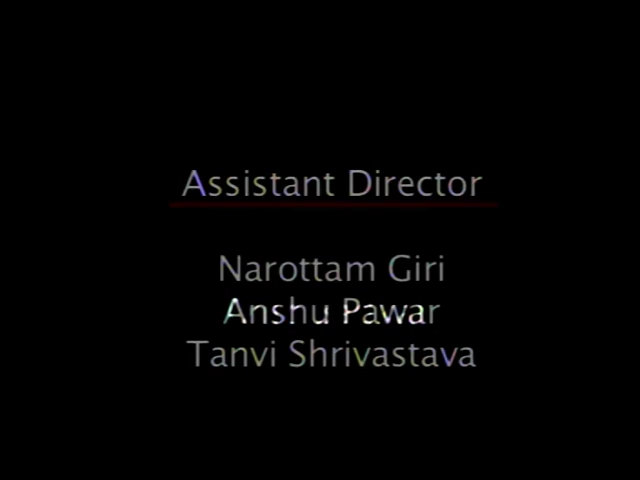 Assistant Director
Narottam Giri
Anshu Pawar
Tanvi Shrivastava